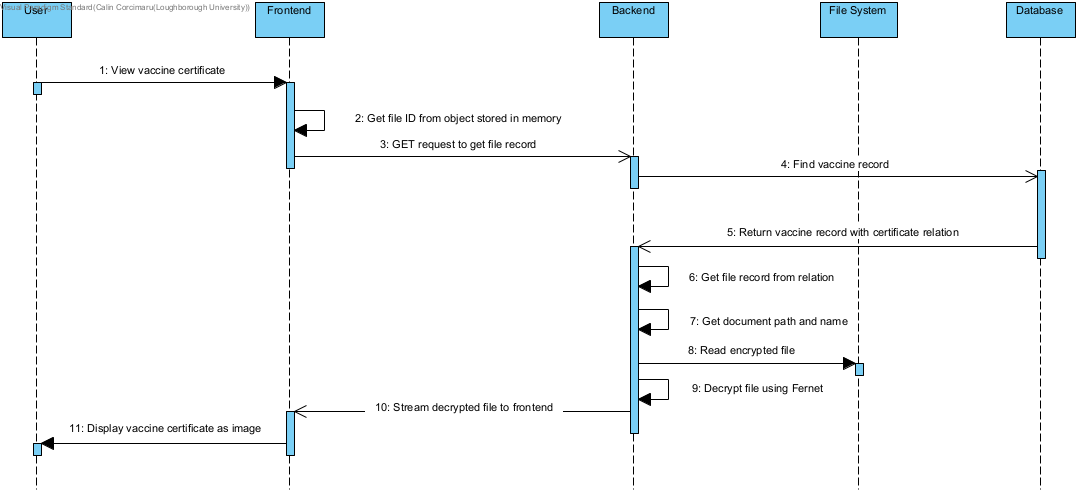 Visual Paradigm Standard(Calin Corcimaru(Loughborough University))
User
Frontend
Backend
File System
Database
1: View vaccine certificate
2: Get file ID from object stored in memory
3: GET request to get file record
4: Find vaccine record
5: Return vaccine record with certificate relation
6: Get file record from relation
7: Get document path and name
8: Read encrypted file
9: Decrypt file using Fernet
10: Stream decrypted file to frontend
11: Display vaccine certificate as image